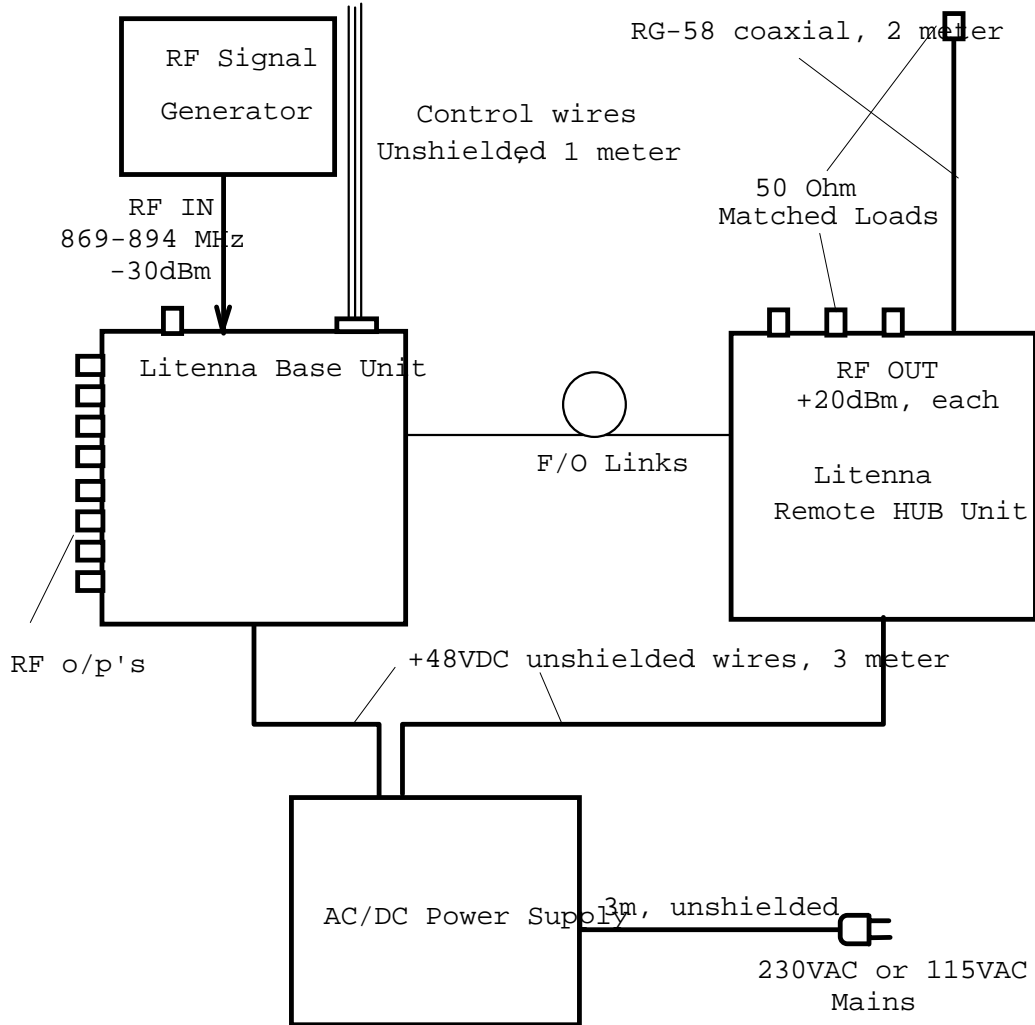 RF Signal
Generator
RG-58 coaxial, 2 meter
Control wires
Unshielded, 1 meter
50 Ohm
Matched Loads
RF IN
869-894 MHz
-30dBm
Litenna Base Unit
RF OUT
+20dBm, each
F/O Links
Litenna
Remote HUB Unit
RF o/p's
+48VDC unshielded wires, 3 meter
AC/DC Power Supply
3m, unshielded
230VAC or 115VAC
Mains